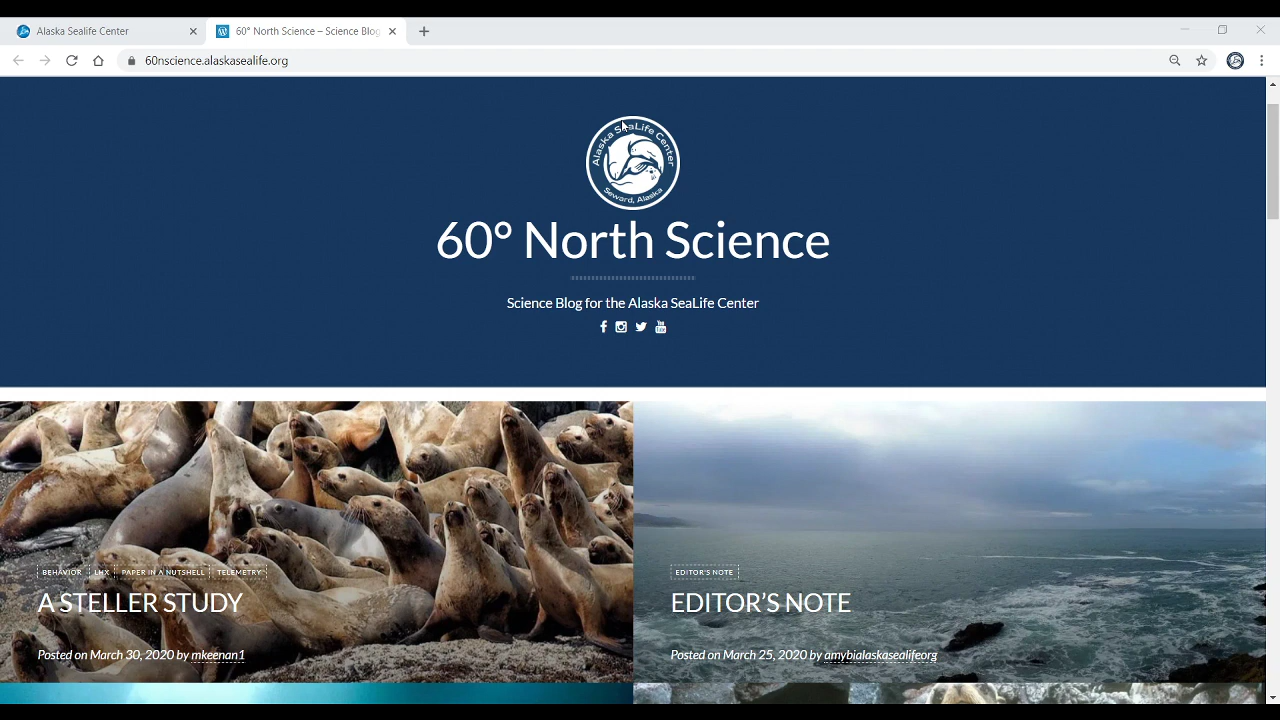 Alaska Sealife Center
60° North Science – Science Blog
60nscience.alaskasealife.org
Alaska SeaLife Center
Seward, Alaska
60° North Science
Science Blog for the Alaska SeaLife Center
BEHAVIOR LHX PAPER IN A NUTSHELL TELEMETRY
A STELLER STUDY
Posted on March 30, 2020 by mkeenan1
EDITOR'S NOTE
EDITOR’S NOTE
Posted on March 25, 2020 by amybialaskasealifeorg